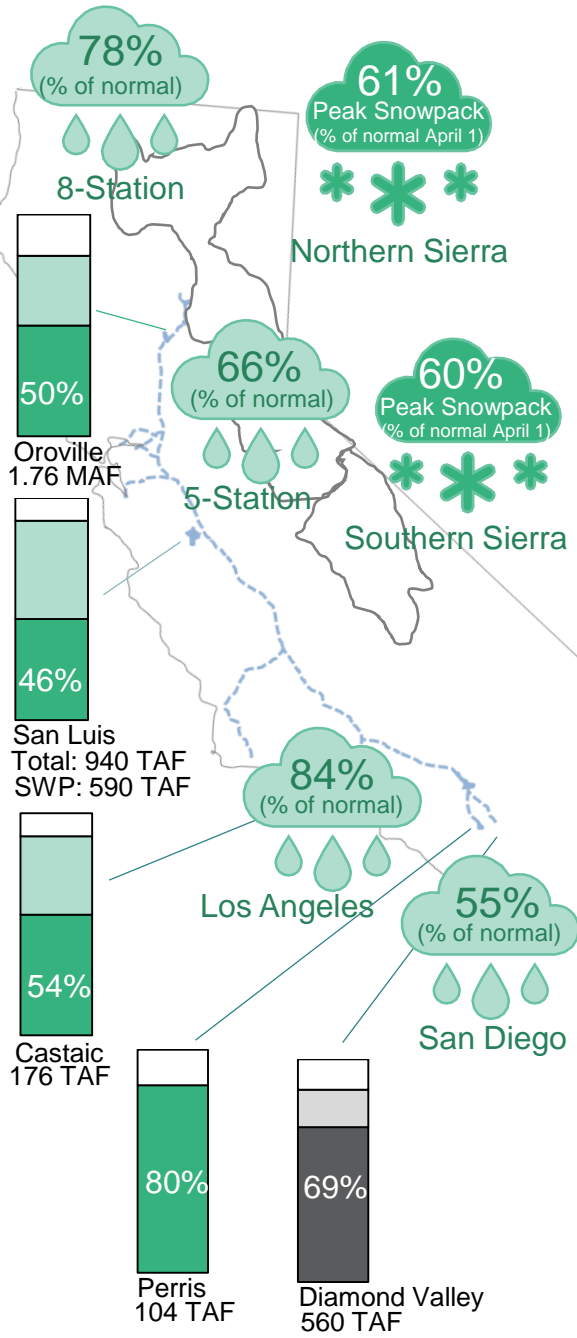 78%
(% of normal)
8-Station
61%
Peak Snowpack
(% of normal April 1)
Northern Sierra
50%
Oroville
1.76 MAF
66%
(% of normal)
5-Station
60%
Peak Snowpack
(% of normal April 1)
Southern Sierra
46%
San Luis
Total: 940 TAF
SWP: 590 TAF
84%
(% of normal)
Los Angeles
55%
(% of normal)
San Diego
54%
Castaic
176 TAF
80%
Perris
104 TAF
69%
Diamond Valley
560 TAF